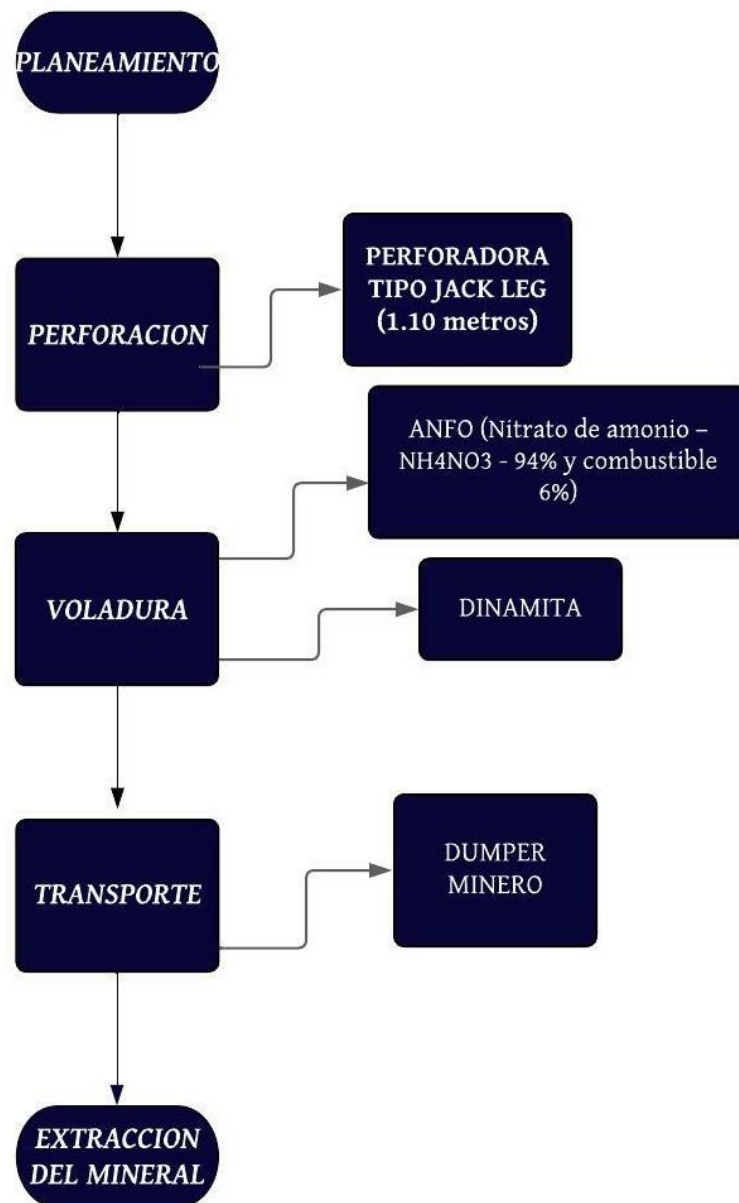 PLANEAMIENTO
PERFORACION
PERFORADORA
TIPO JACK LEG
(1.10 metros)
VOLADURA
ANFO (Nitrato de amonio –
NH4NO3 - 94% y combustible
6%)
DINAMITA
TRANSPORTE
DUMPER
MINERO
EXTRACCION
DEL MINERAL